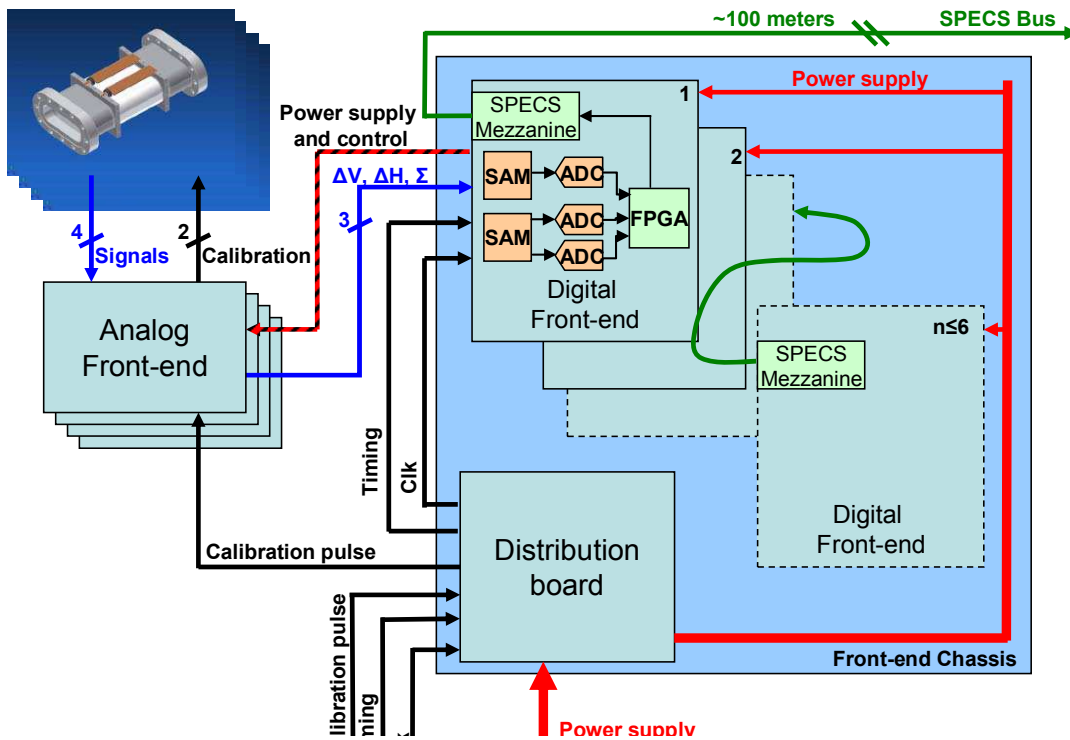 ~100 meters
SPECS Bus
Power supply
1
SPECS
Mezzanine
Power supply
and control
2
SAM
ADC
ΔV, ΔH, Σ
FPGA
ADC
3
SAM
4
2
ADC
Signals
Calibration
Digital
Front-end
n≤6
Analog
Front-end
SPECS
Mezzanine
Timing
Clk
Digital
Front-end
Calibration pulse
Distribution
board
pulse
Front-end Chassis
Power supply